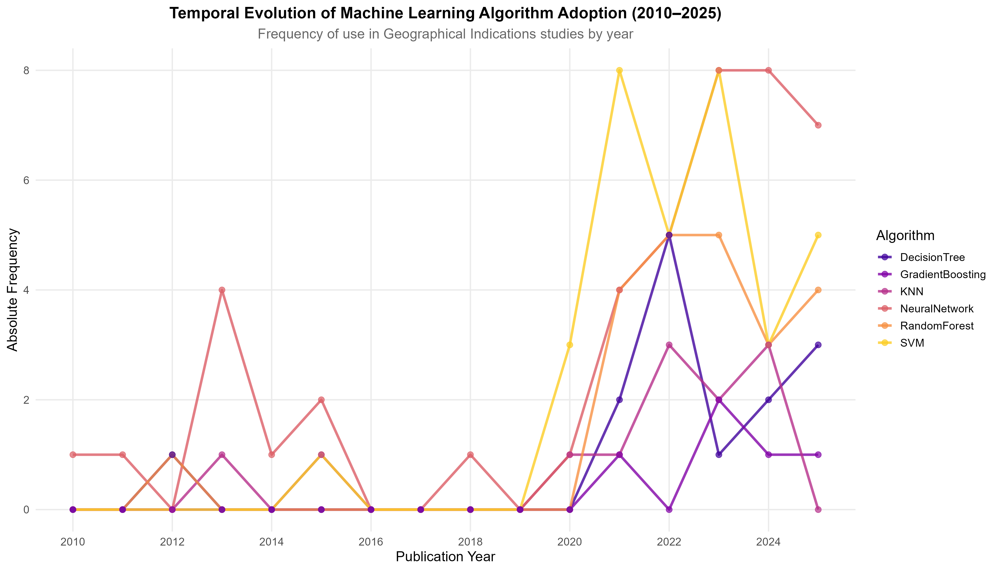 Temporal Evolution of Machine Learning Algorithm Adoption (2010–2025)
Frequency of use in Geographical Indications studies by year
Absolute Frequency
8
6
4
2
0
2010 2012 2014 2016 2018 2020 2022 2024
Publication Year
Algorithm
DecisionTree
GradientBoosting
KNN
NeuralNetwork
RandomForest
SVM